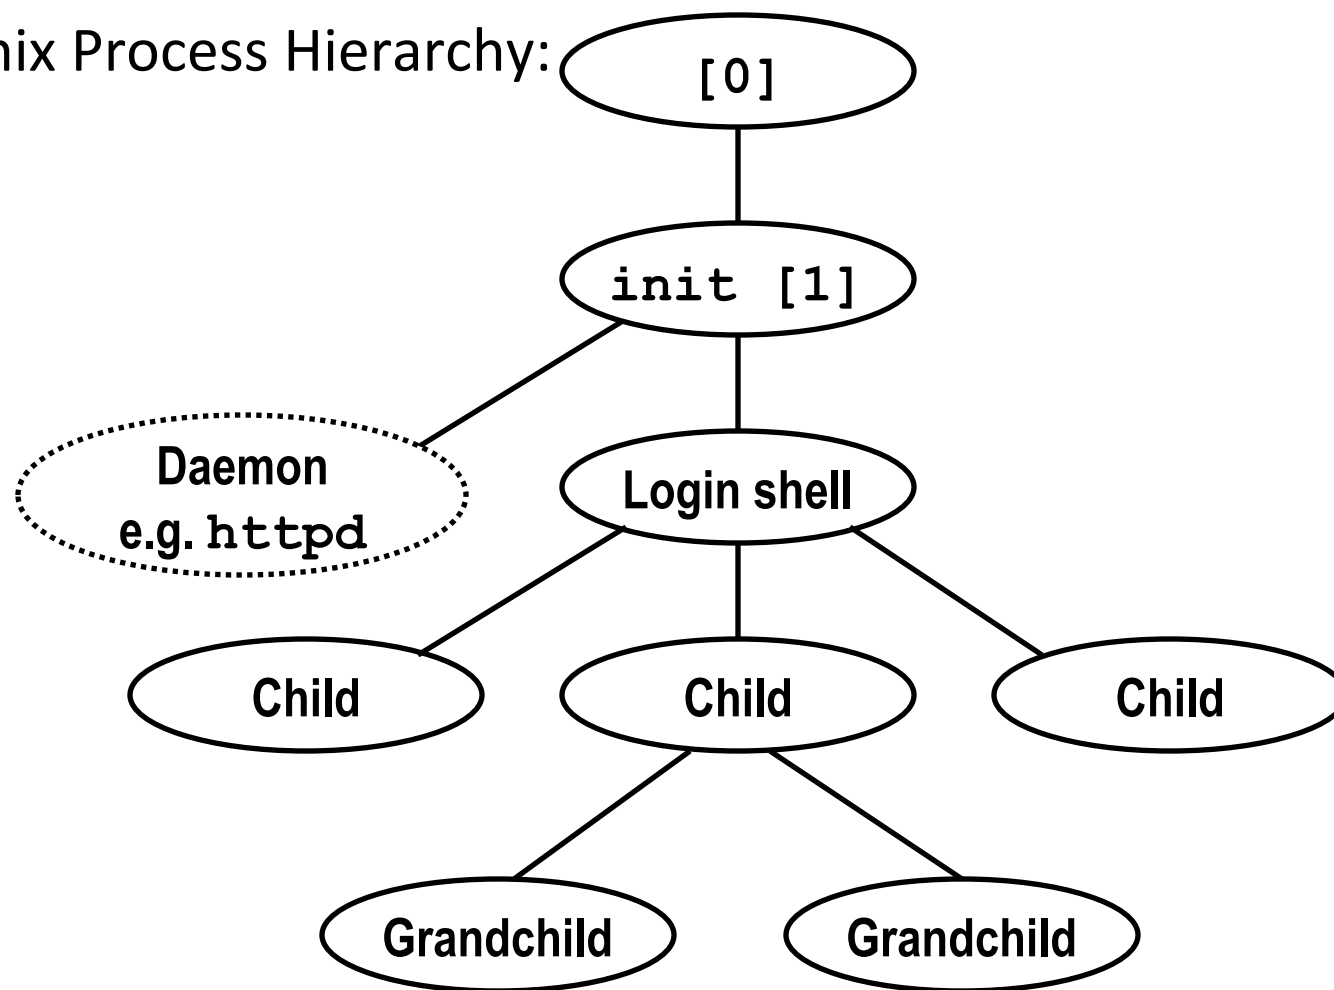 nix Process Hierarchy:
[0]
init [1]
Daemon
e.g. httpd
Login shell
Child
Child
Child
Grandchild
Grandchild